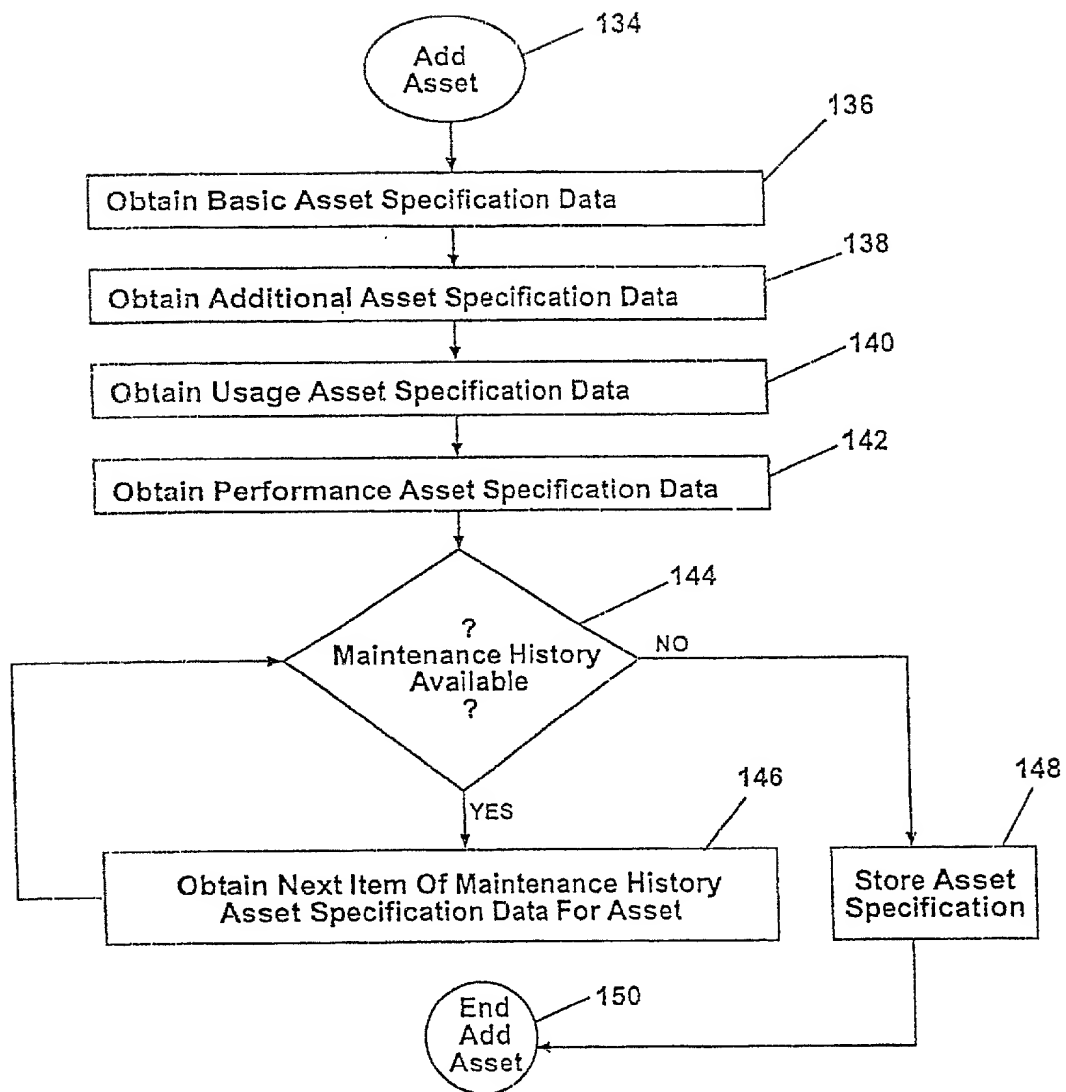 Add
Asset
134
136
Obtain Basic Asset Specification Data
138
Obtain Additional Asset Specification Data
140
Obtain Usage Asset Specification Data
142
Obtain Performance Asset Specification Data
144
?
Maintenance History
Available
?
NO
YES
146
148
Obtain Next Item Of Maintenance History
Asset Specification Data For Asset
Store Asset
Specification
End
Add
Asset
150